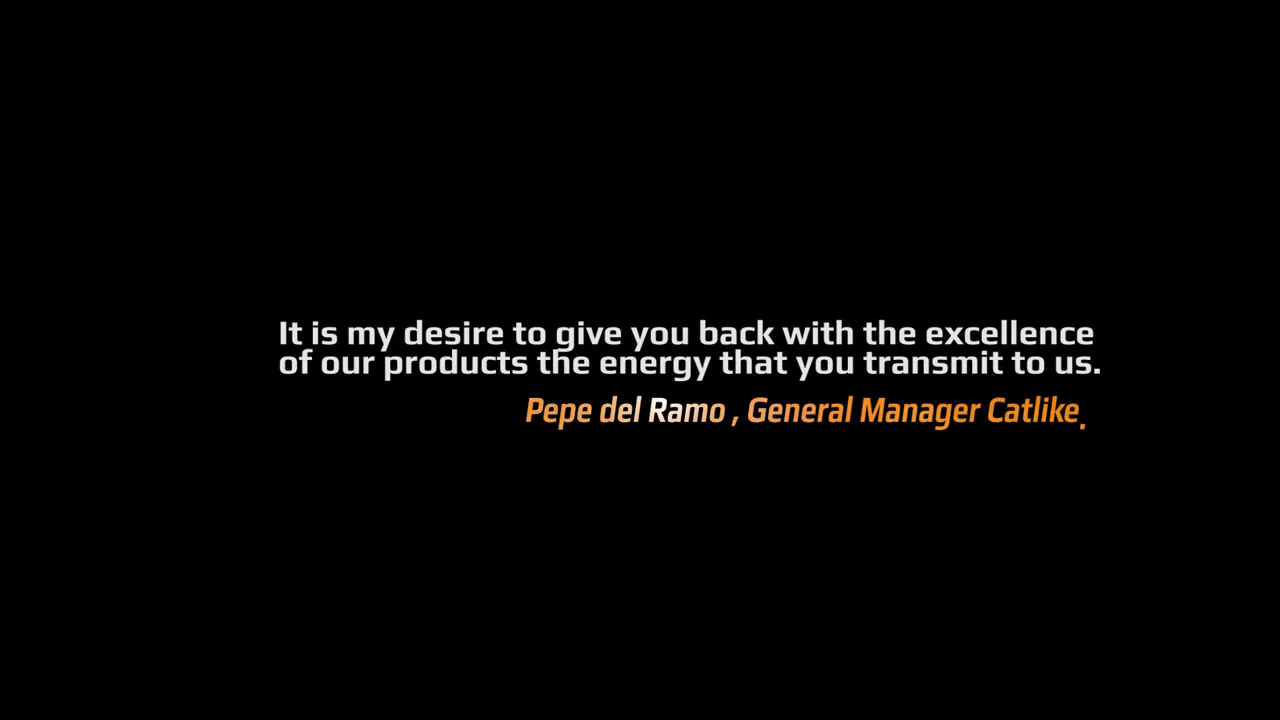 It is my desire to give you back with the excellence
of our products the energy that you transmit to us.
Pepe del Ramo , General Manager Catlike.